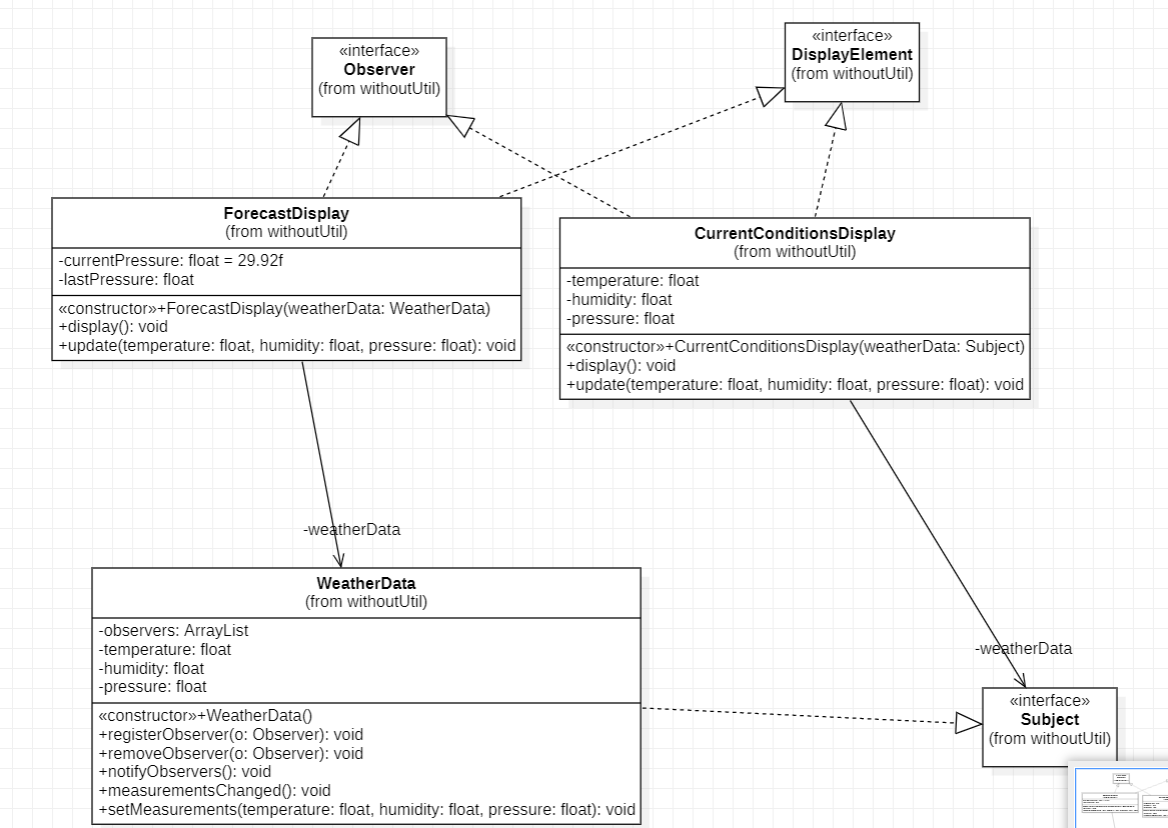 «interface»
Observer
(from withoutUtil)
«interface»
DisplayElement
(from withoutUtil)
ForecastDisplay
(from withoutUtil)
-currentPressure: float = 29.92f
-lastPressure: float
«constructor»+ForecastDisplay(weatherData: WeatherData)
+display(): void
+update(temperature: float, humidity: float, pressure: float): void
CurrentConditionsDisplay
(from withoutUtil)
-temperature: float
-humidity: float
-pressure: float
«constructor»+CurrentConditionsDisplay(weatherData: Subject)
+display(): void
+update(temperature: float, humidity: float, pressure: float): void
-weatherData
WeatherData
(from withoutUtil)
-observers: ArrayList
-temperature: float
-humidity: float
-pressure: float
«constructor»+WeatherData()
+registerObserver(o: Observer): void
+removeObserver(o: Observer): void
+notifyObservers(): void
+measurementsChanged(): void
+setMeasurements(temperature: float, humidity: float, pressure: float): void
-weatherData
«interface»
Subject
(from withoutUtil)